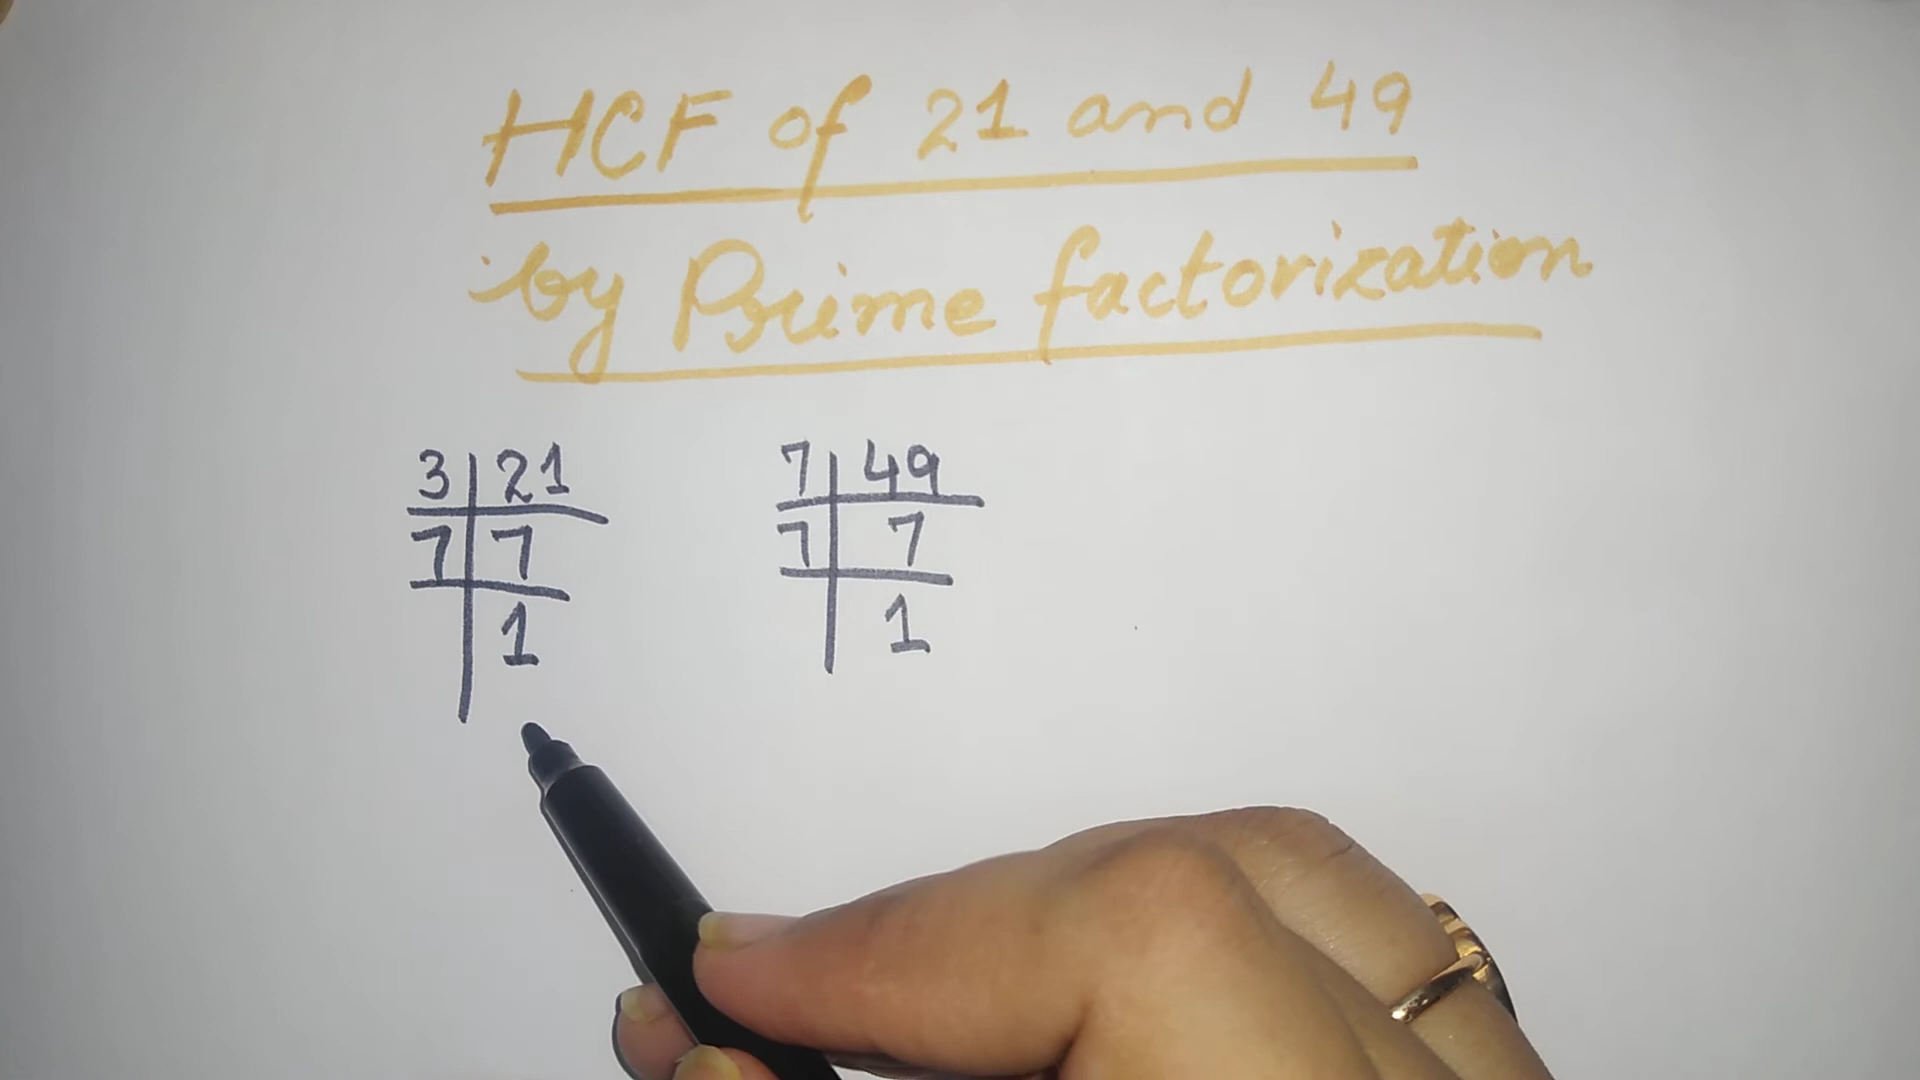 HCF of 21 and 49
by Prime factorization
3 21 7 49
7 7 7 7
1 1